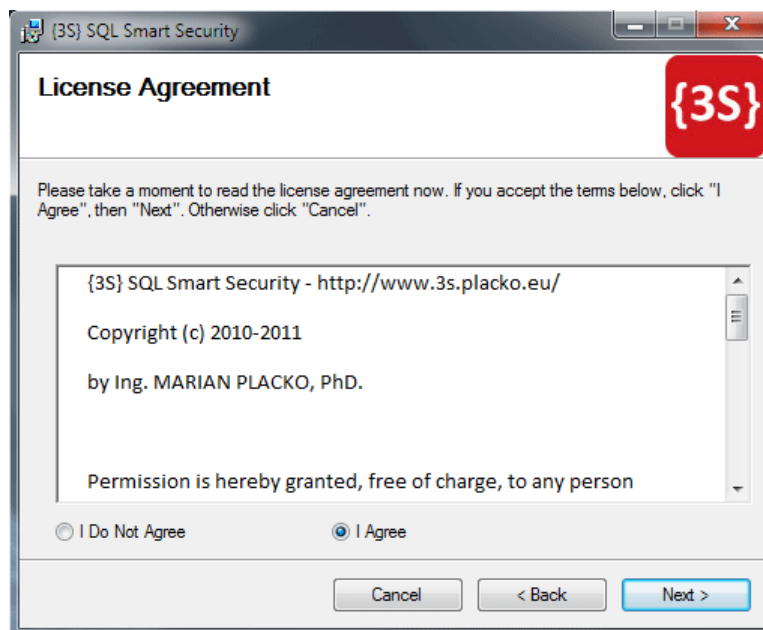 {3S} SQL Smart Security
License Agreement
{3S}
Please take a moment to read the license agreement now. If you accept the terms below, click "I
Agree", then "Next". Otherwise click "Cancel".
{3S} SQL Smart Security - http://www.3s.placko.eu/
Copyright (c) 2010-2011
by Ing. MARIAN PLACKO, PhD.
Permission is hereby granted, free of charge, to any person
I Do Not Agree
I Agree
Cancel
< Back
Next >